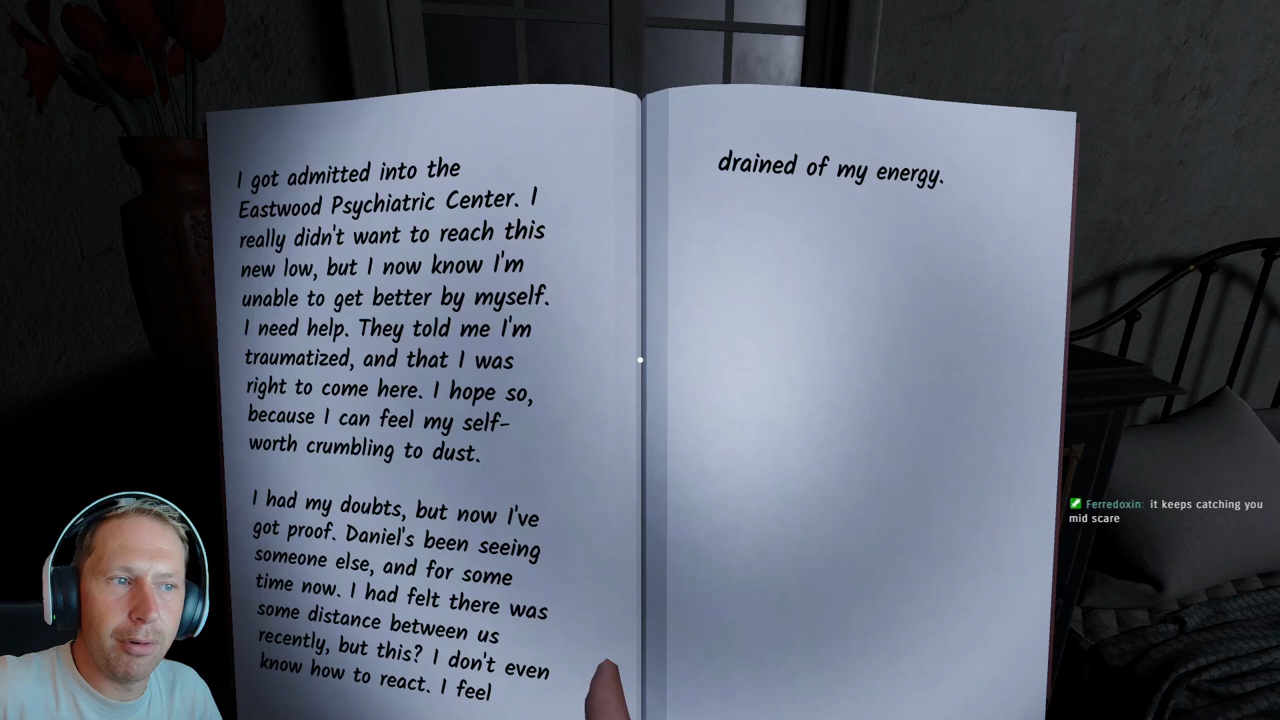 I got admitted into the
Eastwood Psychiatric Center. I
really didn't want to reach this
new low, but I now know I'm
unable to get better by myself.
I need help. They told me I'm
traumatized, and that I was
right to come here. I hope so,
because I can feel my self-
worth crumbling to dust.
I had my doubts, but now I've
got proof. Daniel's been seeing
someone else, and for some
time now. I had felt there was
some distance between us
recently, but this? I don't even
know how to react. I feel
drained of my energy.
Ferredoxin: it keeps catching you
mid scare